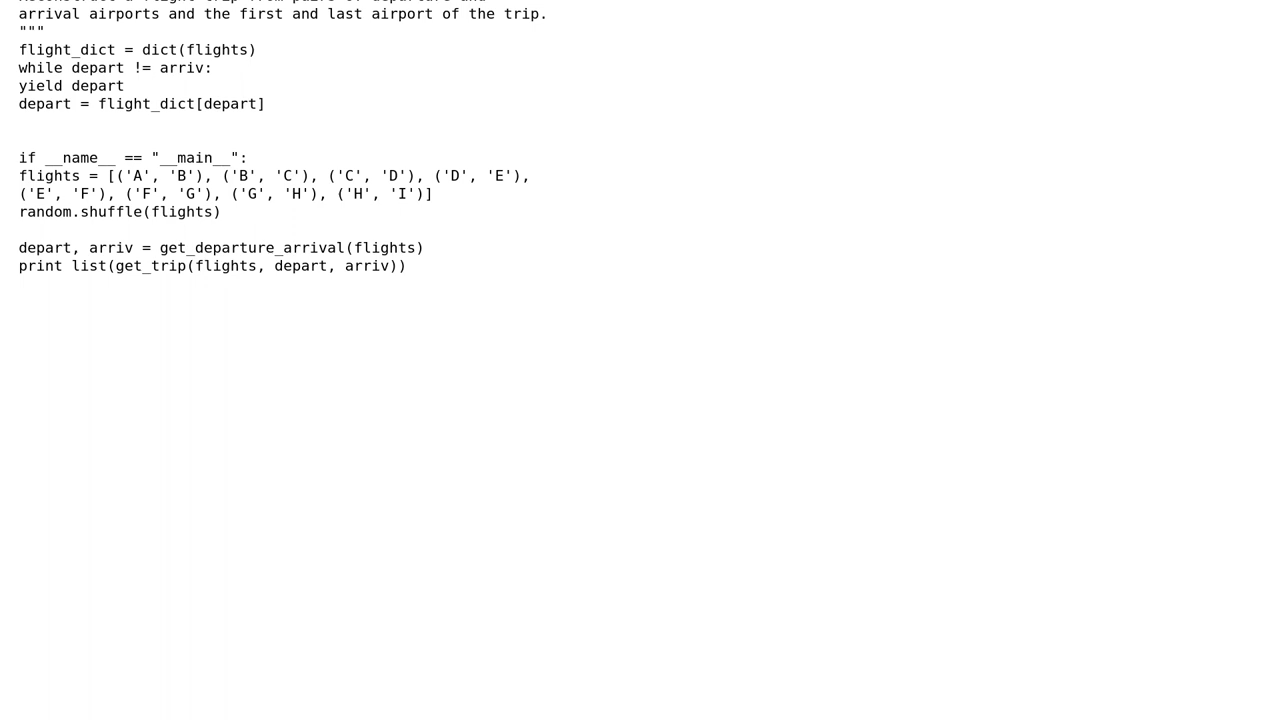 arrival airports and the first and last airport of the trip.
"""
flight_dict = dict(flights)
while depart != arriv:
yield depart
depart = flight_dict[depart]
if __name__ == "__main__":
flights = [('A', 'B'), ('B', 'C'), ('C', 'D'), ('D', 'E'),
('E', 'F'), ('F', 'G'), ('G', 'H'), ('H', 'I')]
random.shuffle(flights)
depart, arriv = get_departure_arrival(flights)
print list(get_trip(flights, depart, arriv))